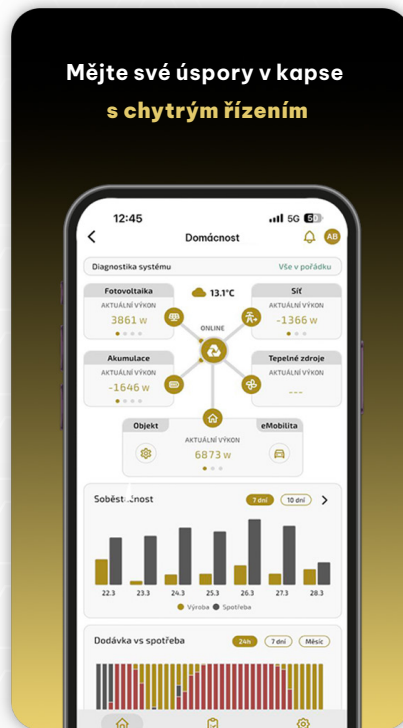 Mějte své úspory v kapse
s chytrým řízením
12:45
5G 50
Domácnost
AB
Diagnostika systému Vše v pořádku
Fotovoltaika
AKTUÁLNÍ VÝKON
3861 W
13.1°C
Síť
AKTUÁLNÍ VÝKON
-1366 W
ONLINE
Akumulace
AKTUÁLNÍ VÝKON
-1646 W
Tepelné zdroje
AKTUÁLNÍ VÝKON
---
Objekt
eMobilita
AKTUÁLNÍ VÝKON
6873 W
7 dní 10 dní
22.3 23.3 24.3 25.3 26.3 27.3 28.3
Výroba Spotřeba
Dodávka vs spotřeba 24h 7 dní Měsíc